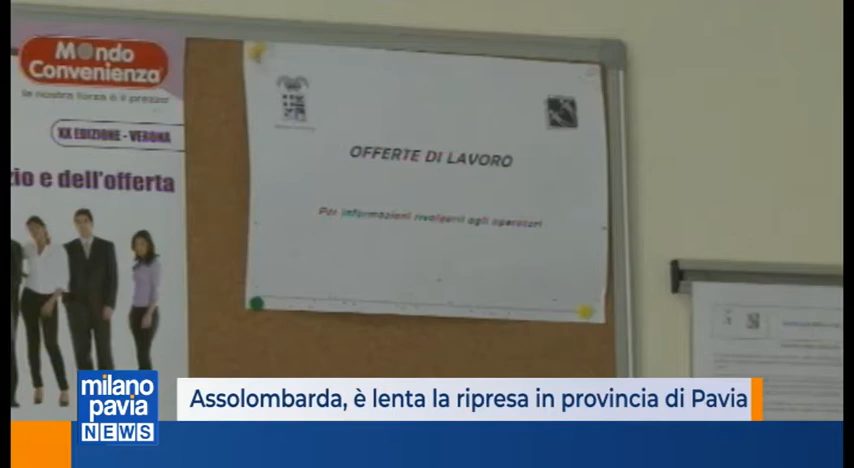 Mondo
Convenienza
la nostra forza è il prezzo
XX EDIZIONE - VERONA
zio e dell'offerta
OFFERTE DI LAVORO
Per informazioni rivolgersi agli operatori
milano
pavia
NEWS
Assolombarda, è lenta la ripresa in provincia di Pavia